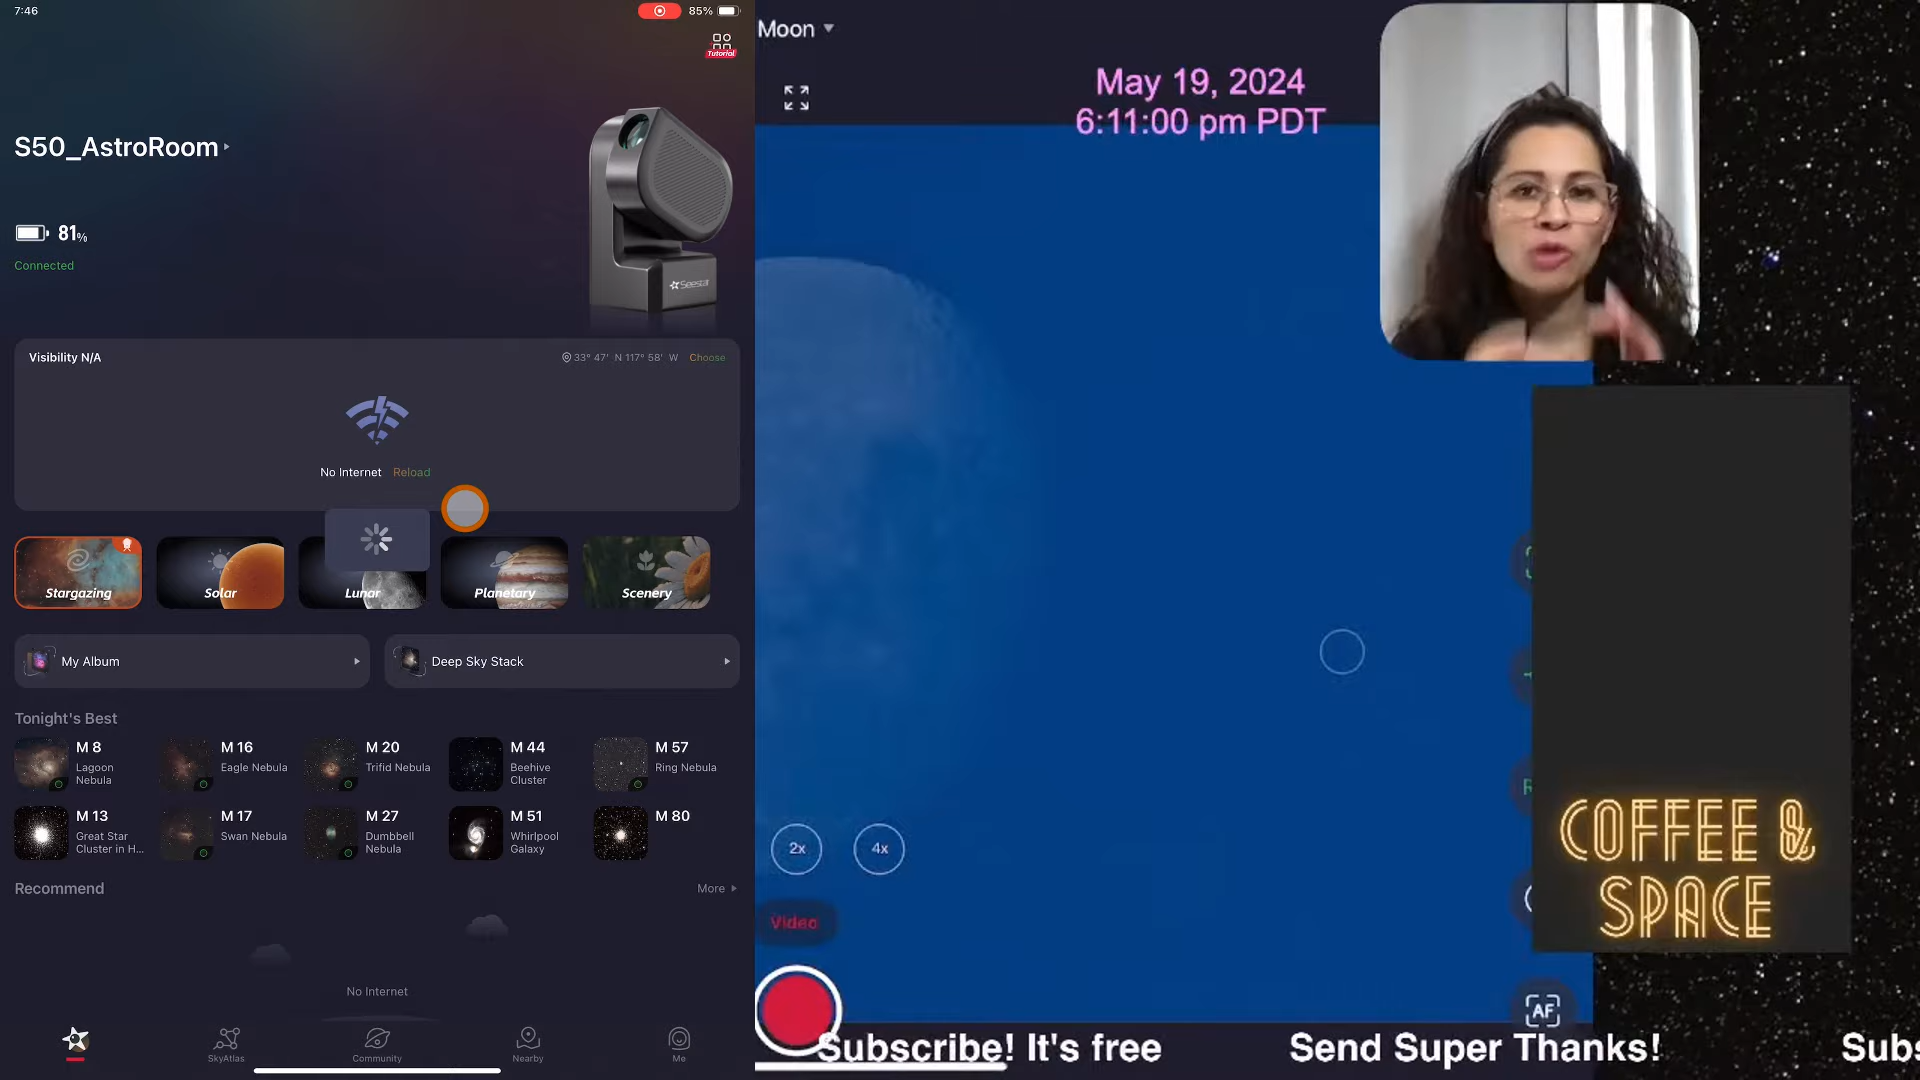 7:46
85%
Tutorial
S50_AstroRoom
81%
Connected
Seestar
Visibility N/A
33° 47' N 117° 58' W Choose
No Internet Reload
Stargazing
Solar
Lunar
Planetary
Scenery
My Album
Deep Sky Stack
Tonight's Best
M 8
Lagoon
Nebula
M 16
Eagle Nebula
M 20
Trifid Nebula
M 44
Beehive
Cluster
M 57
Ring Nebula
M 13
Great Star
Cluster in H...
M 17
Swan Nebula
M 27
Dumbbell
Nebula
M 51
Whirlpool
Galaxy
M 80
Recommend
More
No Internet
SkyAtlas
Community
Nearby
Me
Moon
May 19, 2024
6:11:00 pm PDT
2x
4x
Video
AF
COFFEE &
SPACE
Subscribe! It's free
Send Super Thanks!
Subs